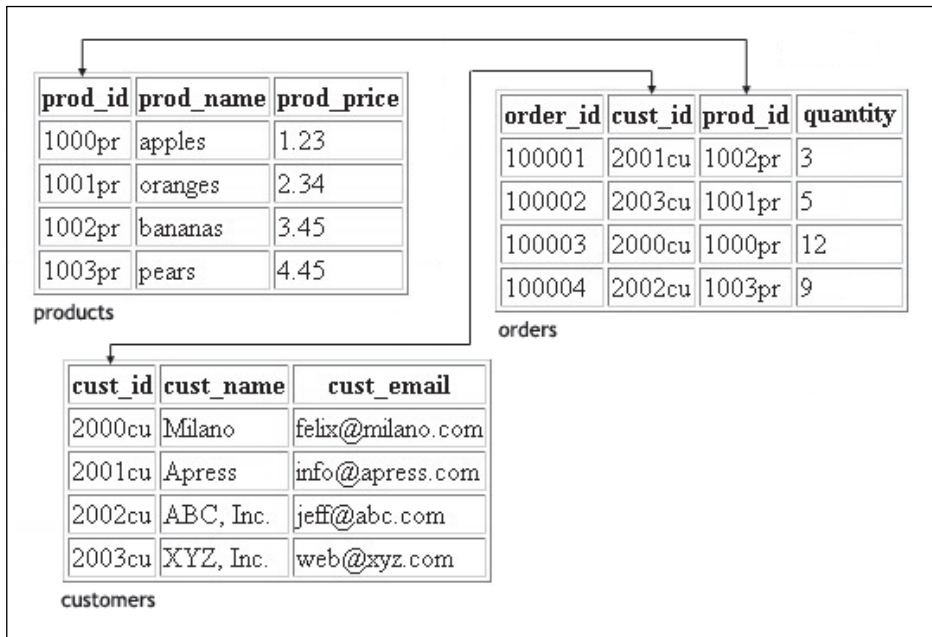 prod_id prod_name prod_price
1000pr apples 1.23
1001pr oranges 2.34
1002pr bananas 3.45
1003pr pears 4.45
products
order_id cust_id prod_id quantity
100001 2001cu 1002pr 3
100002 2003cu 1001pr 5
100003 2000cu 1000pr 12
100004 2002cu 1003pr 9
orders
cust_id cust_name cust_email
2000cu Milano felix@milano.com
2001cu Apress info@apress.com
2002cu ABC, Inc. jeff@abc.com
2003cu XYZ, Inc. web@xyz.com
customers